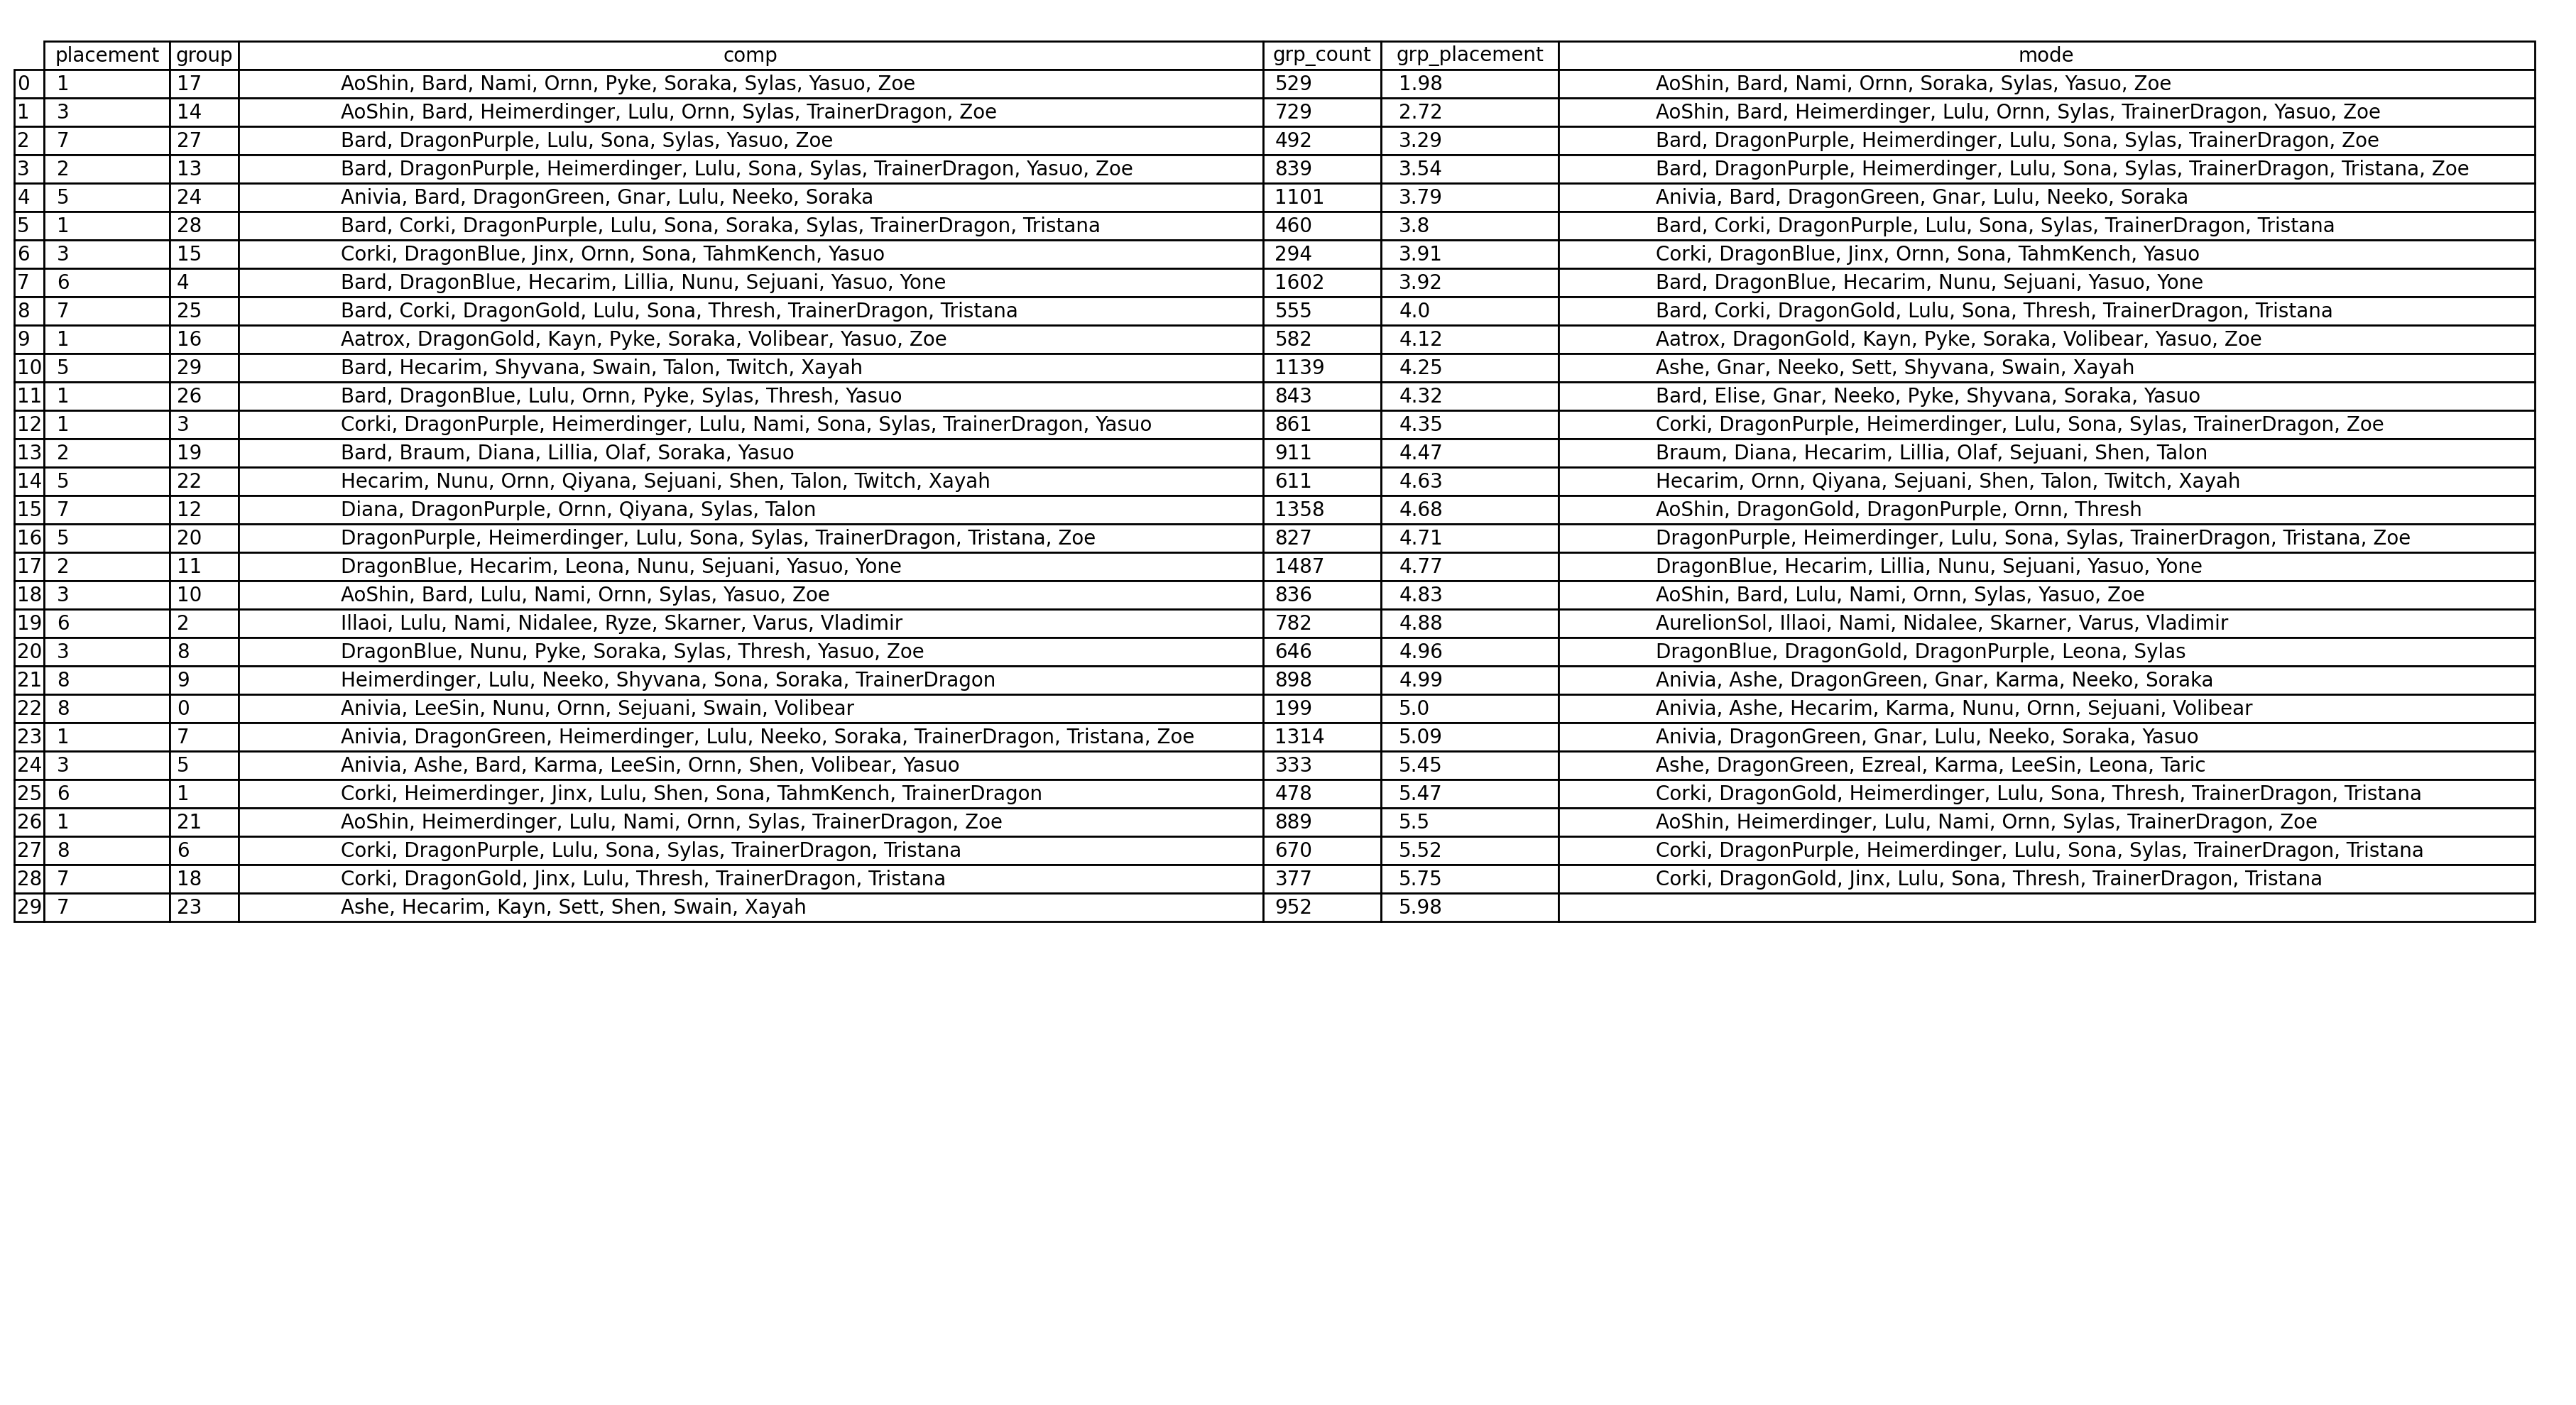 placement group comp grp_count grp_placement mode
0 1 17 AoShin, Bard, Nami, Ornn, Pyke, Soraka, Sylas, Yasuo, Zoe 529 1.98 AoShin, Bard, Nami, Ornn, Soraka, Sylas, Yasuo, Zoe
1 3 14 AoShin, Bard, Heimerdinger, Lulu, Ornn, Sylas, TrainerDragon, Zoe 729 2.72 AoShin, Bard, Heimerdinger, Lulu, Ornn, Sylas, TrainerDragon, Yasuo, Zoe
2 7 27 Bard, DragonPurple, Lulu, Sona, Sylas, Yasuo, Zoe 492 3.29 Bard, DragonPurple, Heimerdinger, Lulu, Sona, Sylas, TrainerDragon, Zoe
3 2 13 Bard, DragonPurple, Heimerdinger, Lulu, Sona, Sylas, TrainerDragon, Yasuo, Zoe 839 3.54 Bard, DragonPurple, Heimerdinger, Lulu, Sona, Sylas, TrainerDragon, Tristana, Zoe
4 5 24 Anivia, Bard, DragonGreen, Gnar, Lulu, Neeko, Soraka 1101 3.79 Anivia, Bard, DragonGreen, Gnar, Lulu, Neeko, Soraka
5 1 28 Bard, Corki, DragonPurple, Lulu, Sona, Soraka, Sylas, TrainerDragon, Tristana 460 3.8 Bard, Corki, DragonPurple, Lulu, Sona, Sylas, TrainerDragon, Tristana
6 3 15 Corki, DragonBlue, Jinx, Ornn, Sona, TahmKench, Yasuo 294 3.91 Corki, DragonBlue, Jinx, Ornn, Sona, TahmKench, Yasuo
7 6 4 Bard, DragonBlue, Hecarim, Lillia, Nunu, Sejuani, Yasuo, Yone 1602 3.92 Bard, DragonBlue, Hecarim, Nunu, Sejuani, Yasuo, Yone
8 7 25 Bard, Corki, DragonGold, Lulu, Sona, Thresh, TrainerDragon, Tristana 555 4.0 Bard, Corki, DragonGold, Lulu, Sona, Thresh, TrainerDragon, Tristana
9 1 16 Aatrox, DragonGold, Kayn, Pyke, Soraka, Volibear, Yasuo, Zoe 582 4.12 Aatrox, DragonGold, Kayn, Pyke, Soraka, Volibear, Yasuo, Zoe
10 5 29 Bard, Hecarim, Shyvana, Swain, Talon, Twitch, Xayah 1139 4.25 Ashe, Gnar, Neeko, Sett, Shyvana, Swain, Xayah
11 1 26 Bard, DragonBlue, Lulu, Ornn, Pyke, Sylas, Thresh, Yasuo 843 4.32 Bard, Elise, Gnar, Neeko, Pyke, Shyvana, Soraka, Yasuo
12 1 3 Corki, DragonPurple, Heimerdinger, Lulu, Nami, Sona, Sylas, TrainerDragon, Yasuo 861 4.35 Corki, DragonPurple, Heimerdinger, Lulu, Sona, Sylas, TrainerDragon, Zoe
13 2 19 Bard, Braum, Diana, Lillia, Olaf, Soraka, Yasuo 911 4.47 Braum, Diana, Hecarim, Lillia, Olaf, Sejuani, Shen, Talon
14 5 22 Hecarim, Nunu, Ornn, Qiyana, Sejuani, Shen, Talon, Twitch, Xayah 611 4.63 Hecarim, Ornn, Qiyana, Sejuani, Shen, Talon, Twitch, Xayah
15 7 12 Diana, DragonPurple, Ornn, Qiyana, Sylas, Talon 1358 4.68 AoShin, DragonGold, DragonPurple, Ornn, Thresh
16 5 20 DragonPurple, Heimerdinger, Lulu, Sona, Sylas, TrainerDragon, Tristana, Zoe 827 4.71 DragonPurple, Heimerdinger, Lulu, Sona, Sylas, TrainerDragon, Tristana, Zoe
17 2 11 DragonBlue, Hecarim, Leona, Nunu, Sejuani, Yasuo, Yone 1487 4.77 DragonBlue, Hecarim, Lillia, Nunu, Sejuani, Yasuo, Yone
18 3 10 AoShin, Bard, Lulu, Nami, Ornn, Sylas, Yasuo, Zoe 836 4.83 AoShin, Bard, Lulu, Nami, Ornn, Sylas, Yasuo, Zoe
19 6 2 Illaoi, Lulu, Nami, Nidalee, Ryze, Skarner, Varus, Vladimir 782 4.88 AurelionSol, Illaoi, Nami, Nidalee, Skarner, Varus, Vladimir
20 3 8 DragonBlue, Nunu, Pyke, Soraka, Sylas, Thresh, Yasuo, Zoe 646 4.96 DragonBlue, DragonGold, DragonPurple, Leona, Sylas
21 8 9 Heimerdinger, Lulu, Neeko, Shyvana, Sona, Soraka, TrainerDragon 898 4.99 Anivia, Ashe, DragonGreen, Gnar, Karma, Neeko, Soraka
22 8 0 Anivia, LeeSin, Nunu, Ornn, Sejuani, Swain, Volibear 199 5.0 Anivia, Ashe, Hecarim, Karma, Nunu, Ornn, Sejuani, Volibear
23 1 7 Anivia, DragonGreen, Heimerdinger, Lulu, Neeko, Soraka, TrainerDragon, Tristana, Zoe 1314 5.09 Anivia, DragonGreen, Gnar, Lulu, Neeko, Soraka, Yasuo
24 3 5 Anivia, Ashe, Bard, Karma, LeeSin, Ornn, Shen, Volibear, Yasuo 333 5.45 Ashe, DragonGreen, Ezreal, Karma, LeeSin, Leona, Taric
25 6 1 Corki, Heimerdinger, Jinx, Lulu, Shen, Sona, TahmKench, TrainerDragon 478 5.47 Corki, DragonGold, Heimerdinger, Lulu, Sona, Thresh, TrainerDragon, Tristana
26 1 21 AoShin, Heimerdinger, Lulu, Nami, Ornn, Sylas, TrainerDragon, Zoe 889 5.5 AoShin, Heimerdinger, Lulu, Nami, Ornn, Sylas, TrainerDragon, Zoe
27 8 6 Corki, DragonPurple, Lulu, Sona, Sylas, TrainerDragon, Tristana 670 5.52 Corki, DragonPurple, Heimerdinger, Lulu, Sona, Sylas, TrainerDragon, Tristana
28 7 18 Corki, DragonGold, Jinx, Lulu, Thresh, TrainerDragon, Tristana 377 5.75 Corki, DragonGold, Jinx, Lulu, Sona, Thresh, TrainerDragon, Tristana
29 7 23 Ashe, Hecarim, Kayn, Sett, Shen, Swain, Xayah 952 5.98